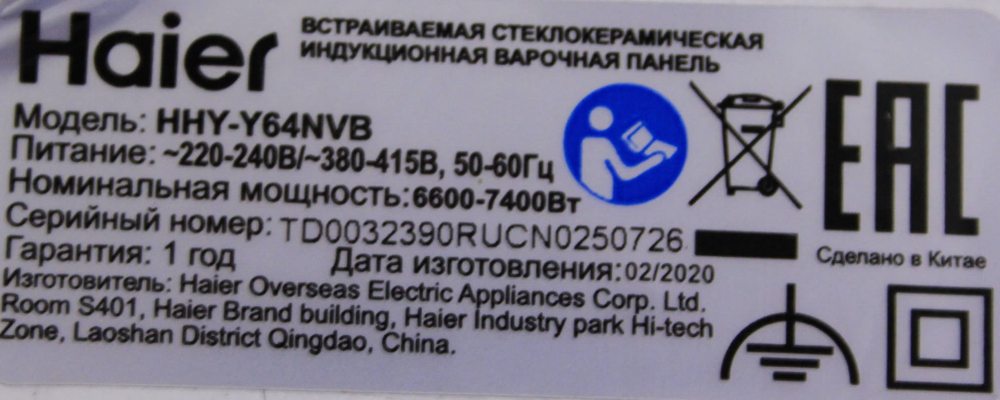 Haier
ВСТРАИВАЕМАЯ СТЕКЛОКЕРАМИЧЕСКАЯ
ИНДУКЦИОННАЯ ВАРОЧНАЯ ПАНЕЛЬ
Модель: HHY-Y64NVB
Питание: ~220-240В/~380-415В, 50-60Гц
Номинальная мощность:6600-7400Вт
Серийный номер: TD0032390RUCN0250726
Гарантия: 1 год Дата изготовления:02/2020
Изготовитель: Haier Overseas Electric Appliances Corp. Ltd.
Room S401, Haier Brand building, Haier Industry park Hi-tech
Zone, Laoshan District Qingdao, China.
EAC
Сделано в Китае